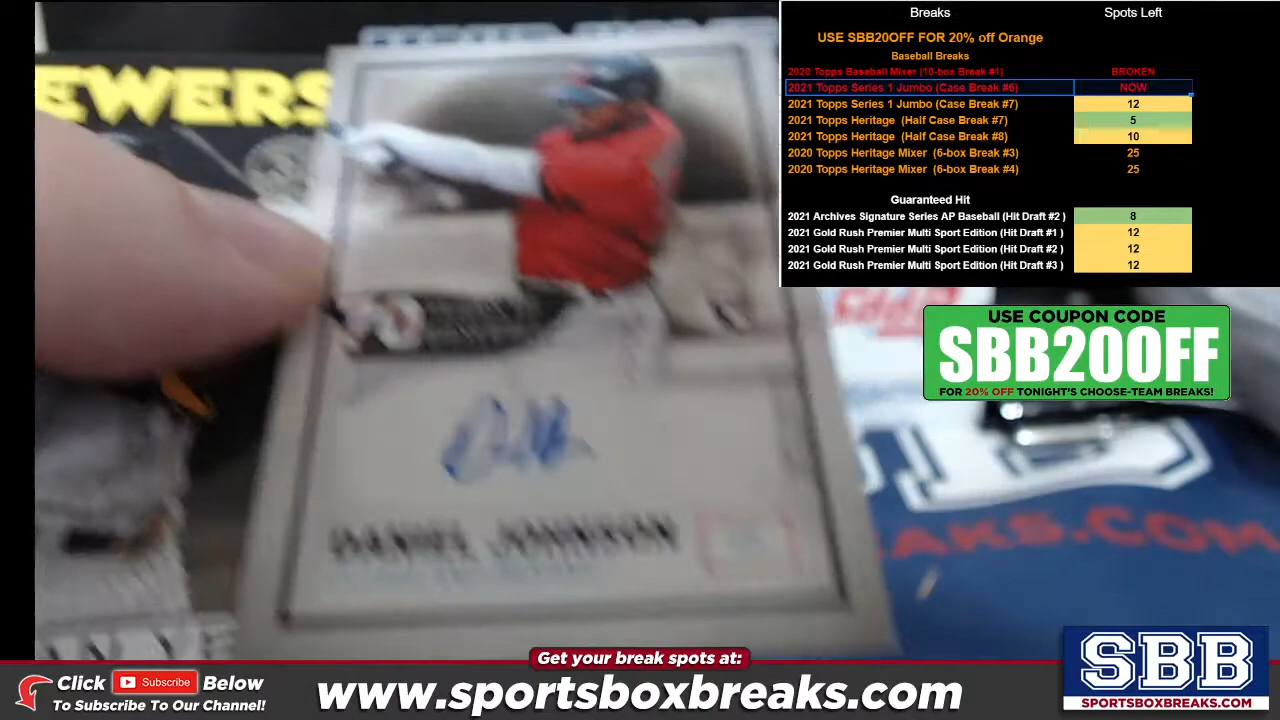 Breaks Spots Left
USE SBB20OFF FOR 20% off Orange
Baseball Breaks
2020 Topps Baseball Mixer (10-box Break #1) BROKEN
2021 Topps Series 1 Jumbo (Case Break #6) NOW
2021 Topps Series 1 Jumbo (Case Break #7) 12
2021 Topps Heritage (Half Case Break #7) 5
2021 Topps Heritage (Half Case Break #8) 10
2020 Topps Heritage Mixer (6-box Break #3) 25
2020 Topps Heritage Mixer (6-box Break #4) 25
Guaranteed Hit
2021 Archives Signature Series AP Baseball (Hit Draft #2 ) 8
2021 Gold Rush Premier Multi Sport Edition (Hit Draft #1 ) 12
2021 Gold Rush Premier Multi Sport Edition (Hit Draft #2 ) 12
2021 Gold Rush Premier Multi Sport Edition (Hit Draft #3 ) 12
USE COUPON CODE
SBB20OFF
FOR 20% OFF TONIGHT'S CHOOSE-TEAM BREAKS!
EWERS
DANIEL JOHNSON
AKS.COM
Get your break spots at:
Click Subscribe Below
To Subscribe To Our Channel!
www.sportsboxbreaks.com
SBB
SPORTSBOXBREAKS.COM